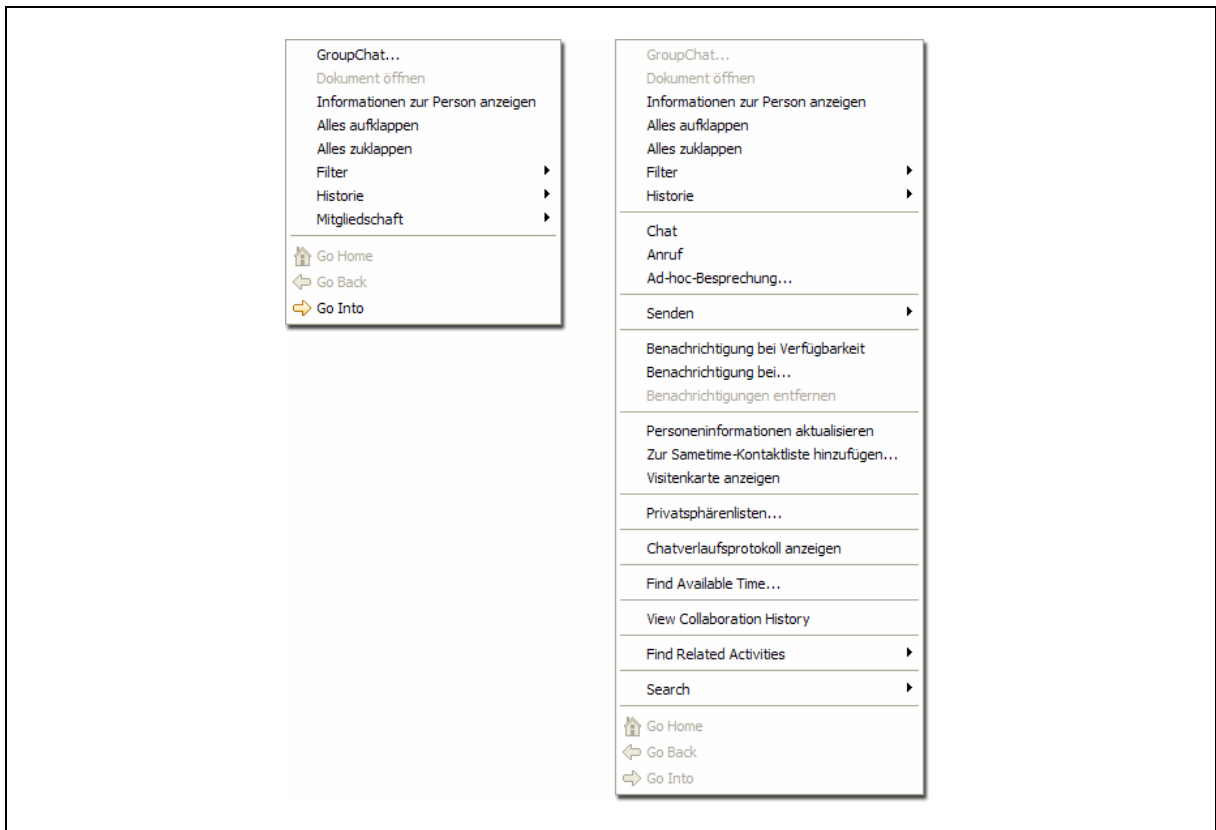 GroupChat...
Dokument öffnen
Informationen zur Person anzeigen
Alles aufklappen
Alles zuklappen
Filter
Historie
Mitgliedschaft
Go Home
Go Back
Go Into
GroupChat...
Dokument öffnen
Informationen zur Person anzeigen
Alles aufklappen
Alles zuklappen
Filter
Historie
Chat
Anruf
Ad-hoc-Besprechung...
Senden
Benachrichtigung bei Verfügbarkeit
Benachrichtigung bei...
Benachrichtigungen entfernen
Personeninformationen aktualisieren
Zur Sametime-Kontaktliste hinzufügen...
Visitenkarte anzeigen
Privatsphärenlisten...
Chatverlaufsprotokoll anzeigen
Find Available Time...
View Collaboration History
Find Related Activities
Search
Go Home
Go Back
Go Into